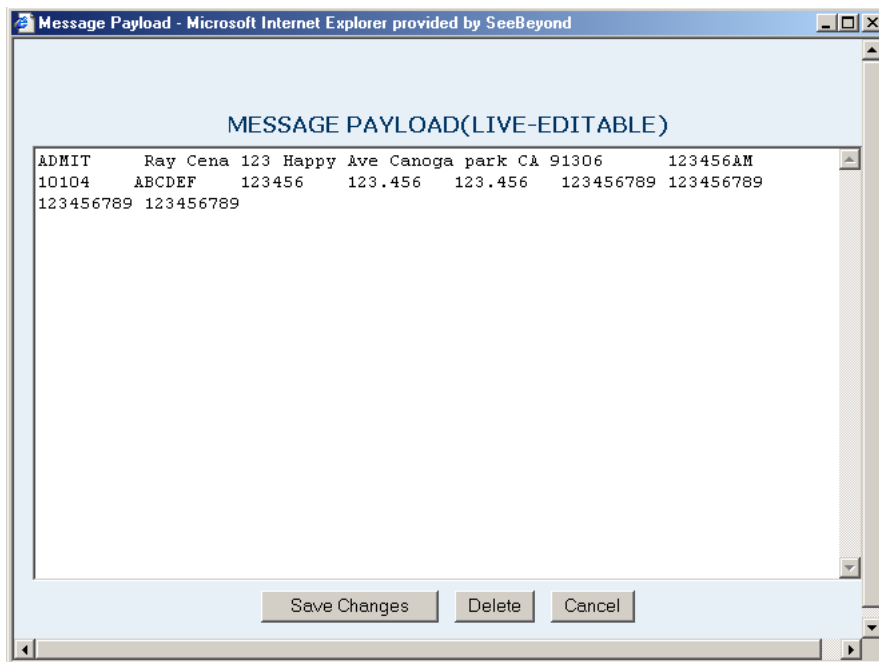 Message Payload - Microsoft Internet Explorer provided by SeeBeyond
MESSAGE PAYLOAD(LIVE-EDITABLE)
ADMIT Ray Cena 123 Happy Ave Canoga park CA 91306 123456AM
10104 ABCDEF 123456 123.456 123.456 123456789 123456789
123456789 123456789
Save Changes Delete Cancel